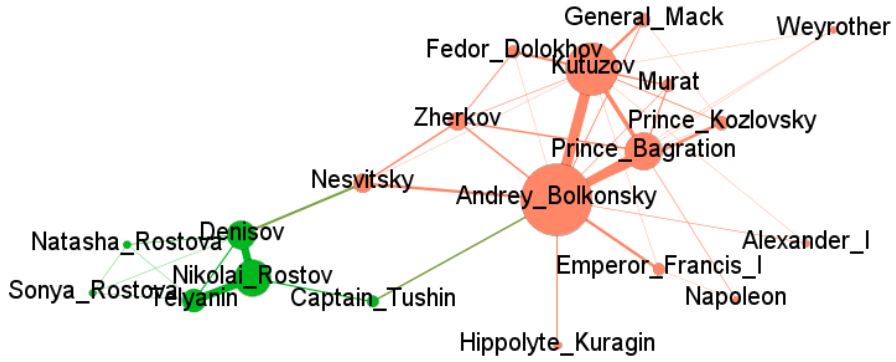 General_Mack
Weyrother
Fedor_Dolokhov
Kutuzov
Murat
Zherkov
Prince_Kozlovsky
Prince_Bagration
Nesvitsky
Andrey_Bolkonsky
Denisov
Natasha_Rostova
Alexander_I
Emperor_Francis_I
Nikolai_Rostov
Sonya_Rostova
Telyanin
Captain_Tushin
Napoleon
Hippolyte_Kuragin